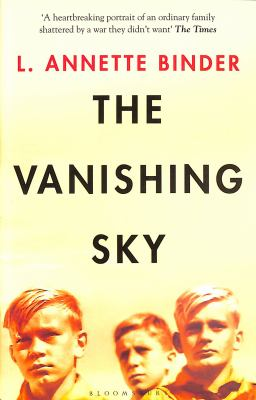 'A heartbreaking portrait of an ordinary family
shattered by a war they didn't want' The Times
L. ANNETTE BINDER
THE
VANISHING
SKY
BLOOMSBURY